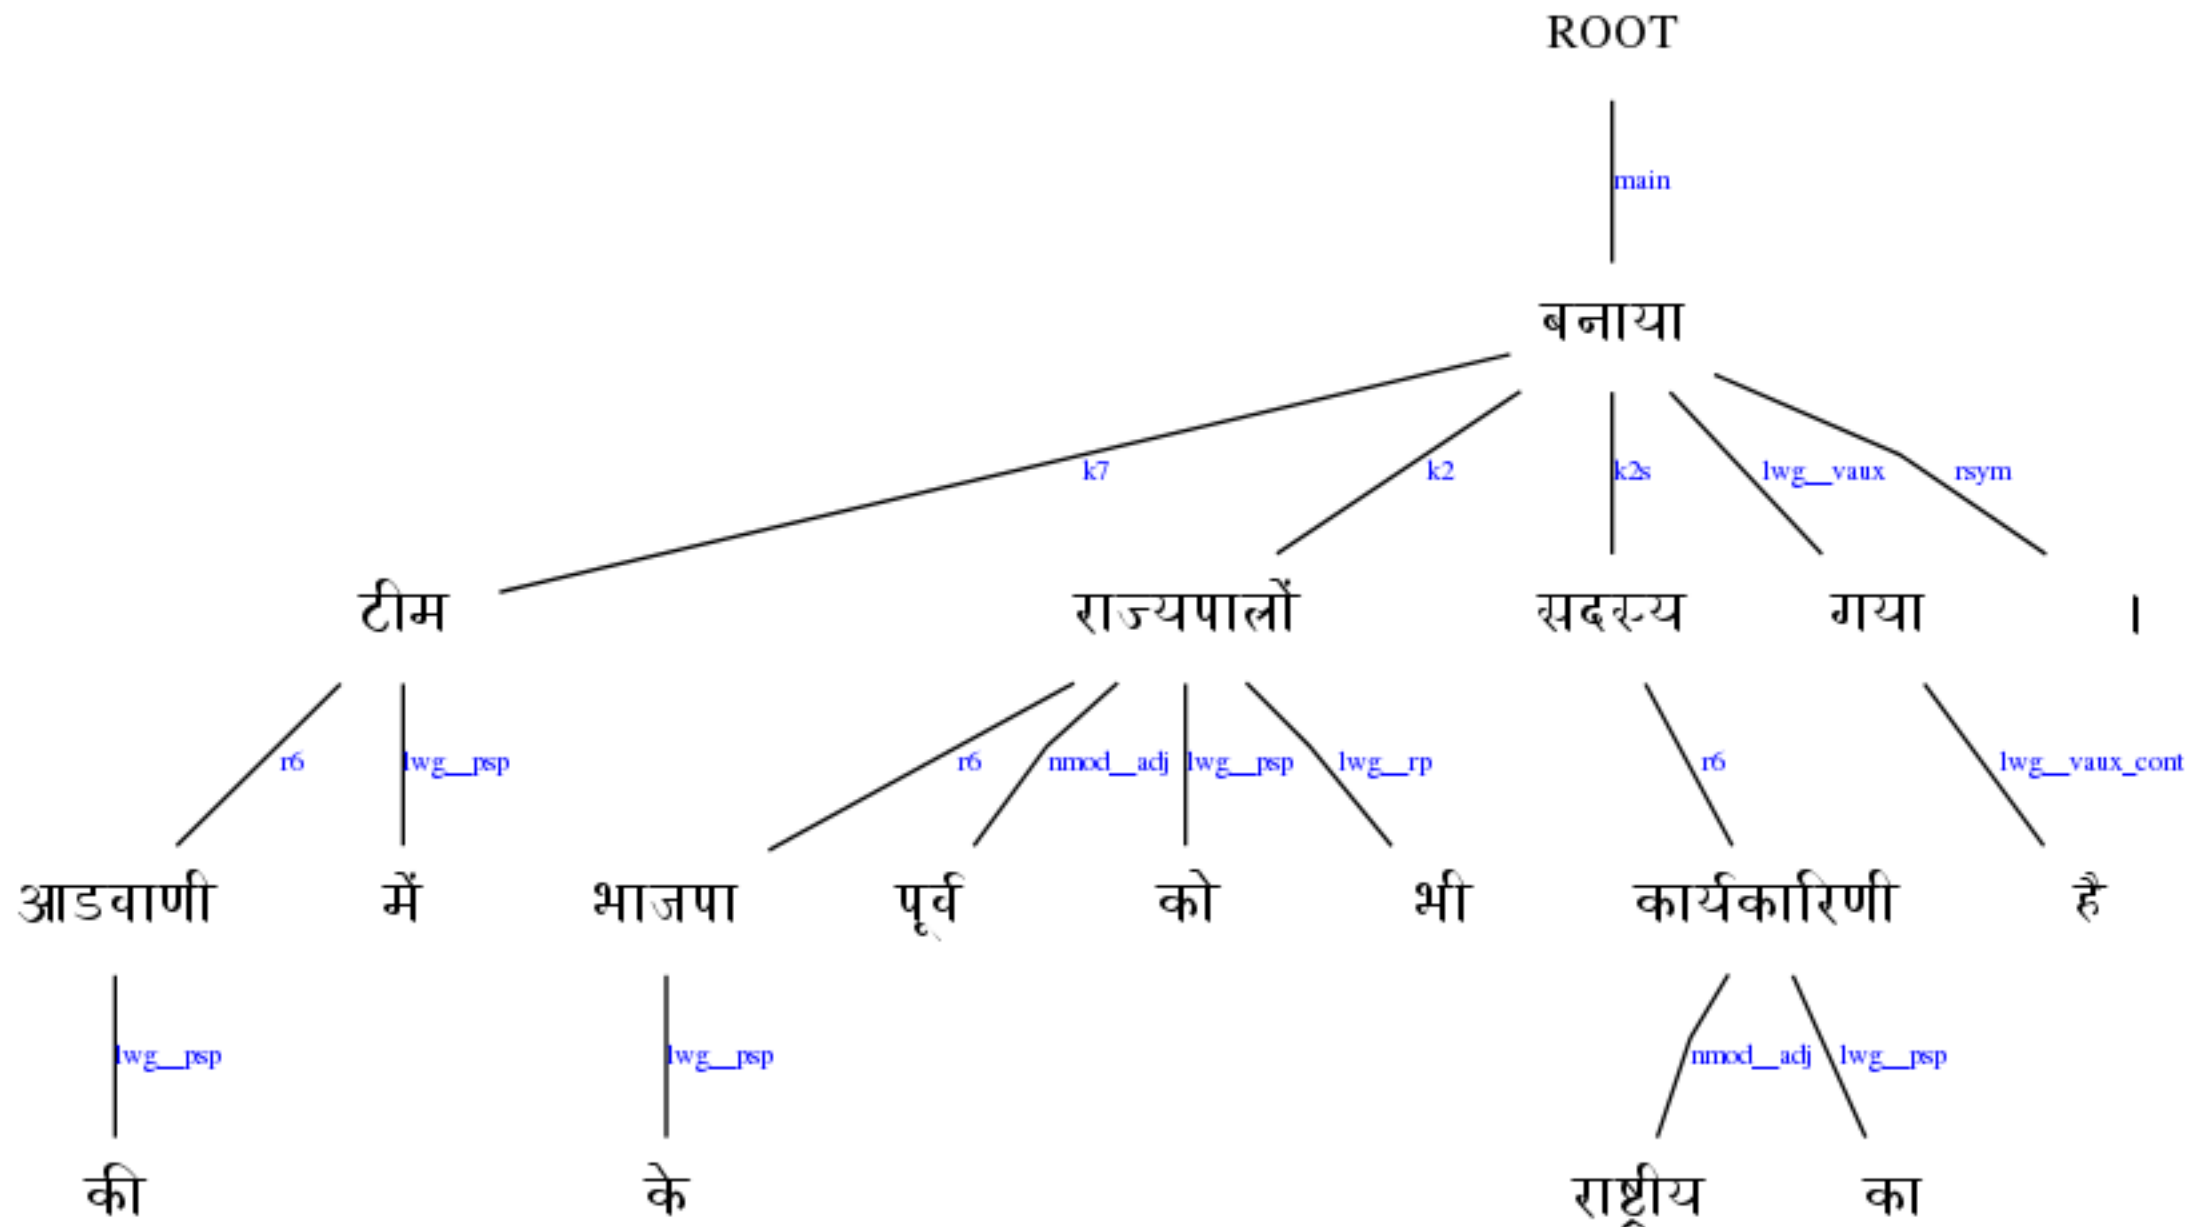 ROOT
main
बनाया
k7 k2 k2s lwg__vaux rsym
टीम राज्यपालों सदस्य गया ।
r6 lwg__psp r6 nmod__adj lwg__psp lwg__rp r6 lwg__vaux_cont
आडवाणी में भाजपा पूर्व को भी कार्यकारिणी है
lwg__psp lwg__psp nmod__adj lwg__psp
की के राष्ट्रीय का